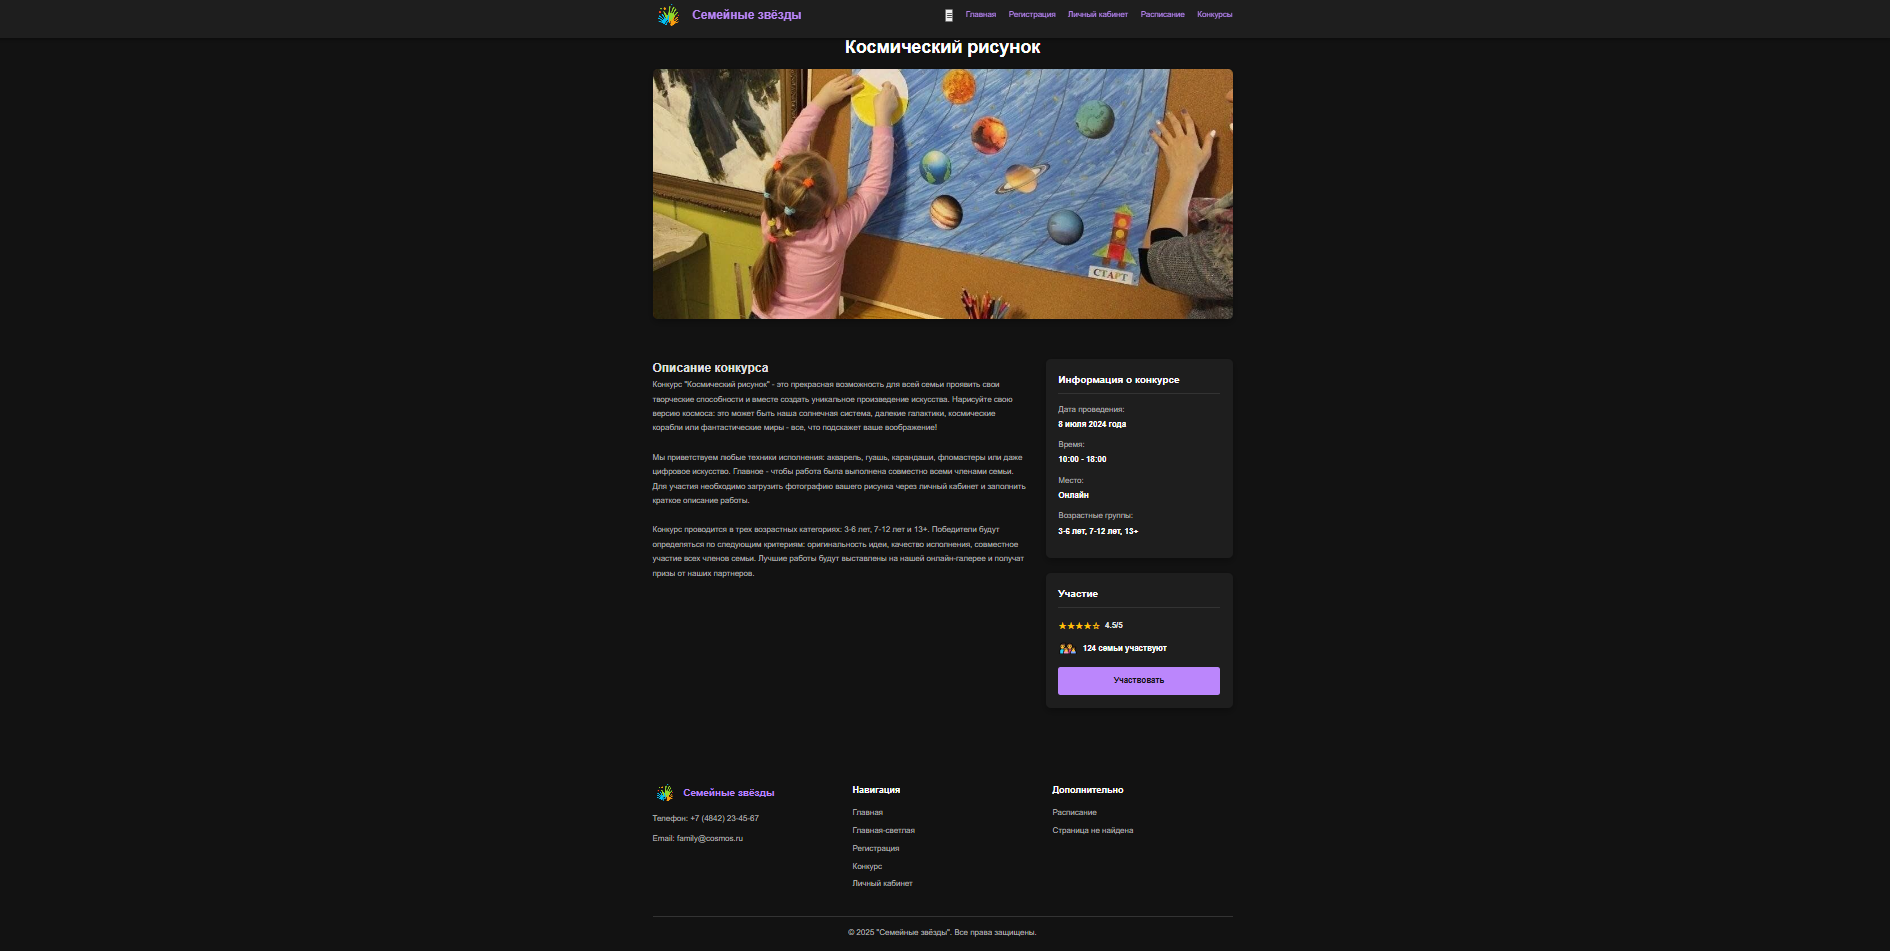 Семейные звёзды
Главная
Регистрация
Личный кабинет
Расписание
Конкурсы
Космический рисунок
СТАРТ
Описание конкурса
Конкурс "Космический рисунок" - это прекрасная возможность для всей семьи проявить свои
творческие способности и вместе создать уникальное произведение искусства. Нарисуйте свою
версию космоса: это может быть наша солнечная система, далекие галактики, космические
корабли или фантастические миры - все, что подскажет ваше воображение!
Мы приветствуем любые техники исполнения: акварель, гуашь, карандаши, фломастеры или даже
цифровое искусство. Главное - чтобы работа была выполнена совместно всеми членами семьи.
Для участия необходимо загрузить фотографию вашего рисунка через личный кабинет и заполнить
краткое описание работы.
Конкурс проводится в трех возрастных категориях: 3-6 лет, 7-12 лет и 13+. Победители будут
определяться по следующим критериям: оригинальность идеи, качество исполнения, совместное
участие всех членов семьи. Лучшие работы будут выставлены на нашей онлайн-галерее и получат
призы от наших партнеров.
Информация о конкурсе
Дата проведения:
8 июля 2024 года
Время:
10:00 - 18:00
Место:
Онлайн
Возрастные группы:
3-6 лет, 7-12 лет, 13+
Участие
★★★★☆ 4.5/5
124 семьи участвуют
Участвовать
Семейные звёзды
Телефон: +7 (4842) 23-45-67
Email: family@cosmos.ru
Навигация
Главная
Главная-светлая
Регистрация
Конкурс
Личный кабинет
Дополнительно
Расписание
Страница не найдена
© 2025 "Семейные звёзды". Все права защищены.